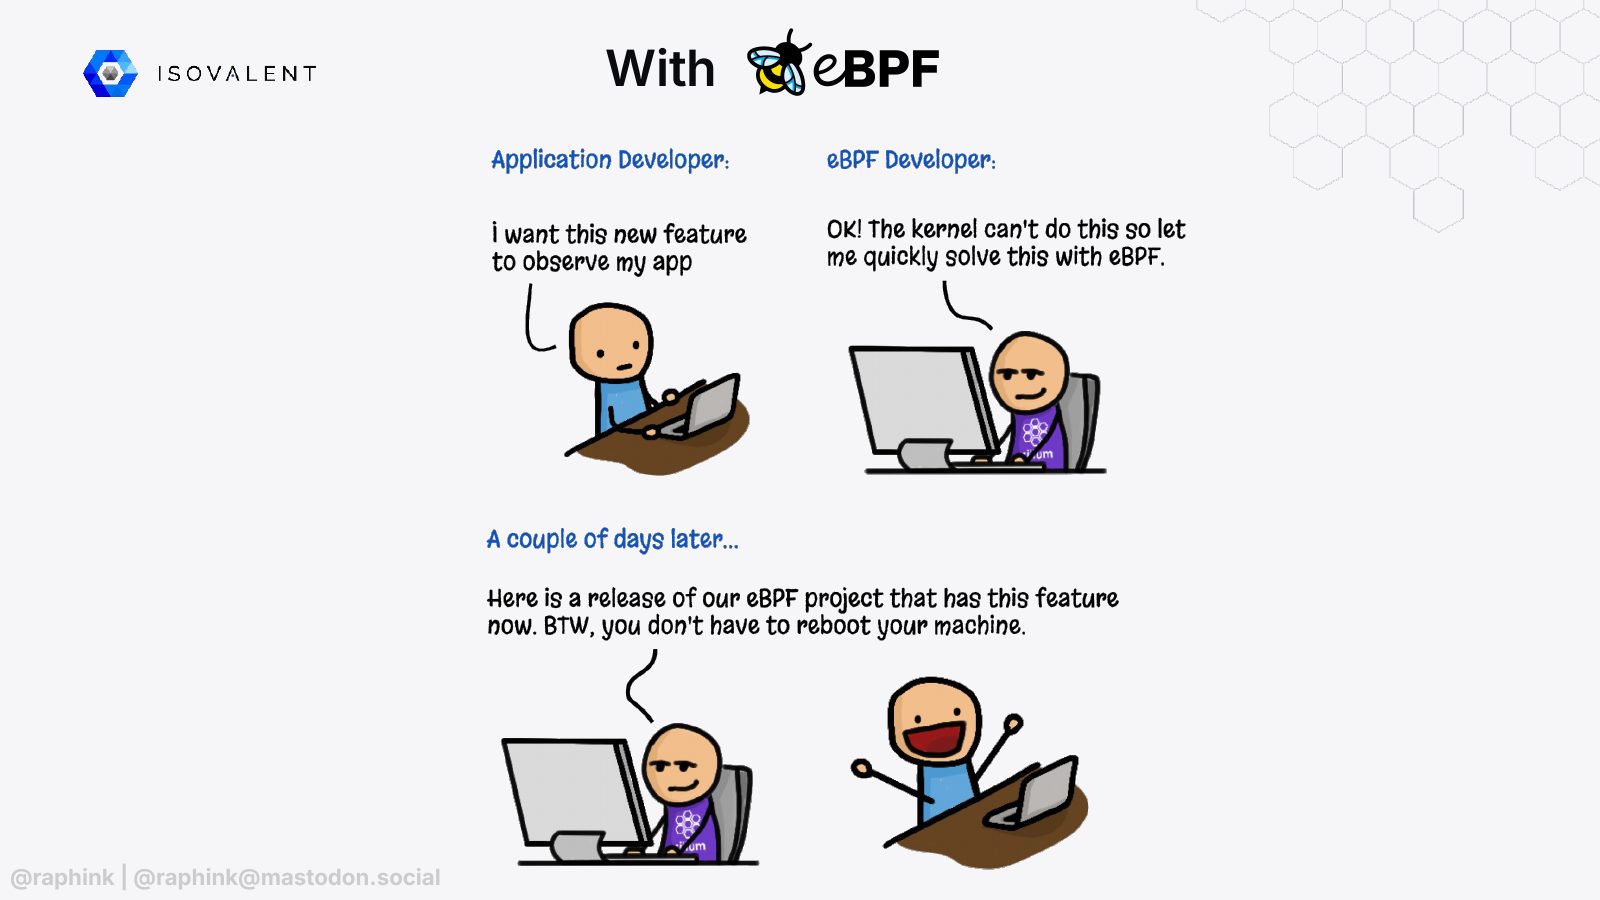 ISOVALENT
With eBPF
Application Developer:
i want this new feature
to observe my app
eBPF Developer:
OK! The kernel can't do this so let
me quickly solve this with eBPF.
A couple of days later...
Here is a release of our eBPF project that has this feature
now. BTW, you don't have to reboot your machine.
@raphink | @raphink@mastodon.social